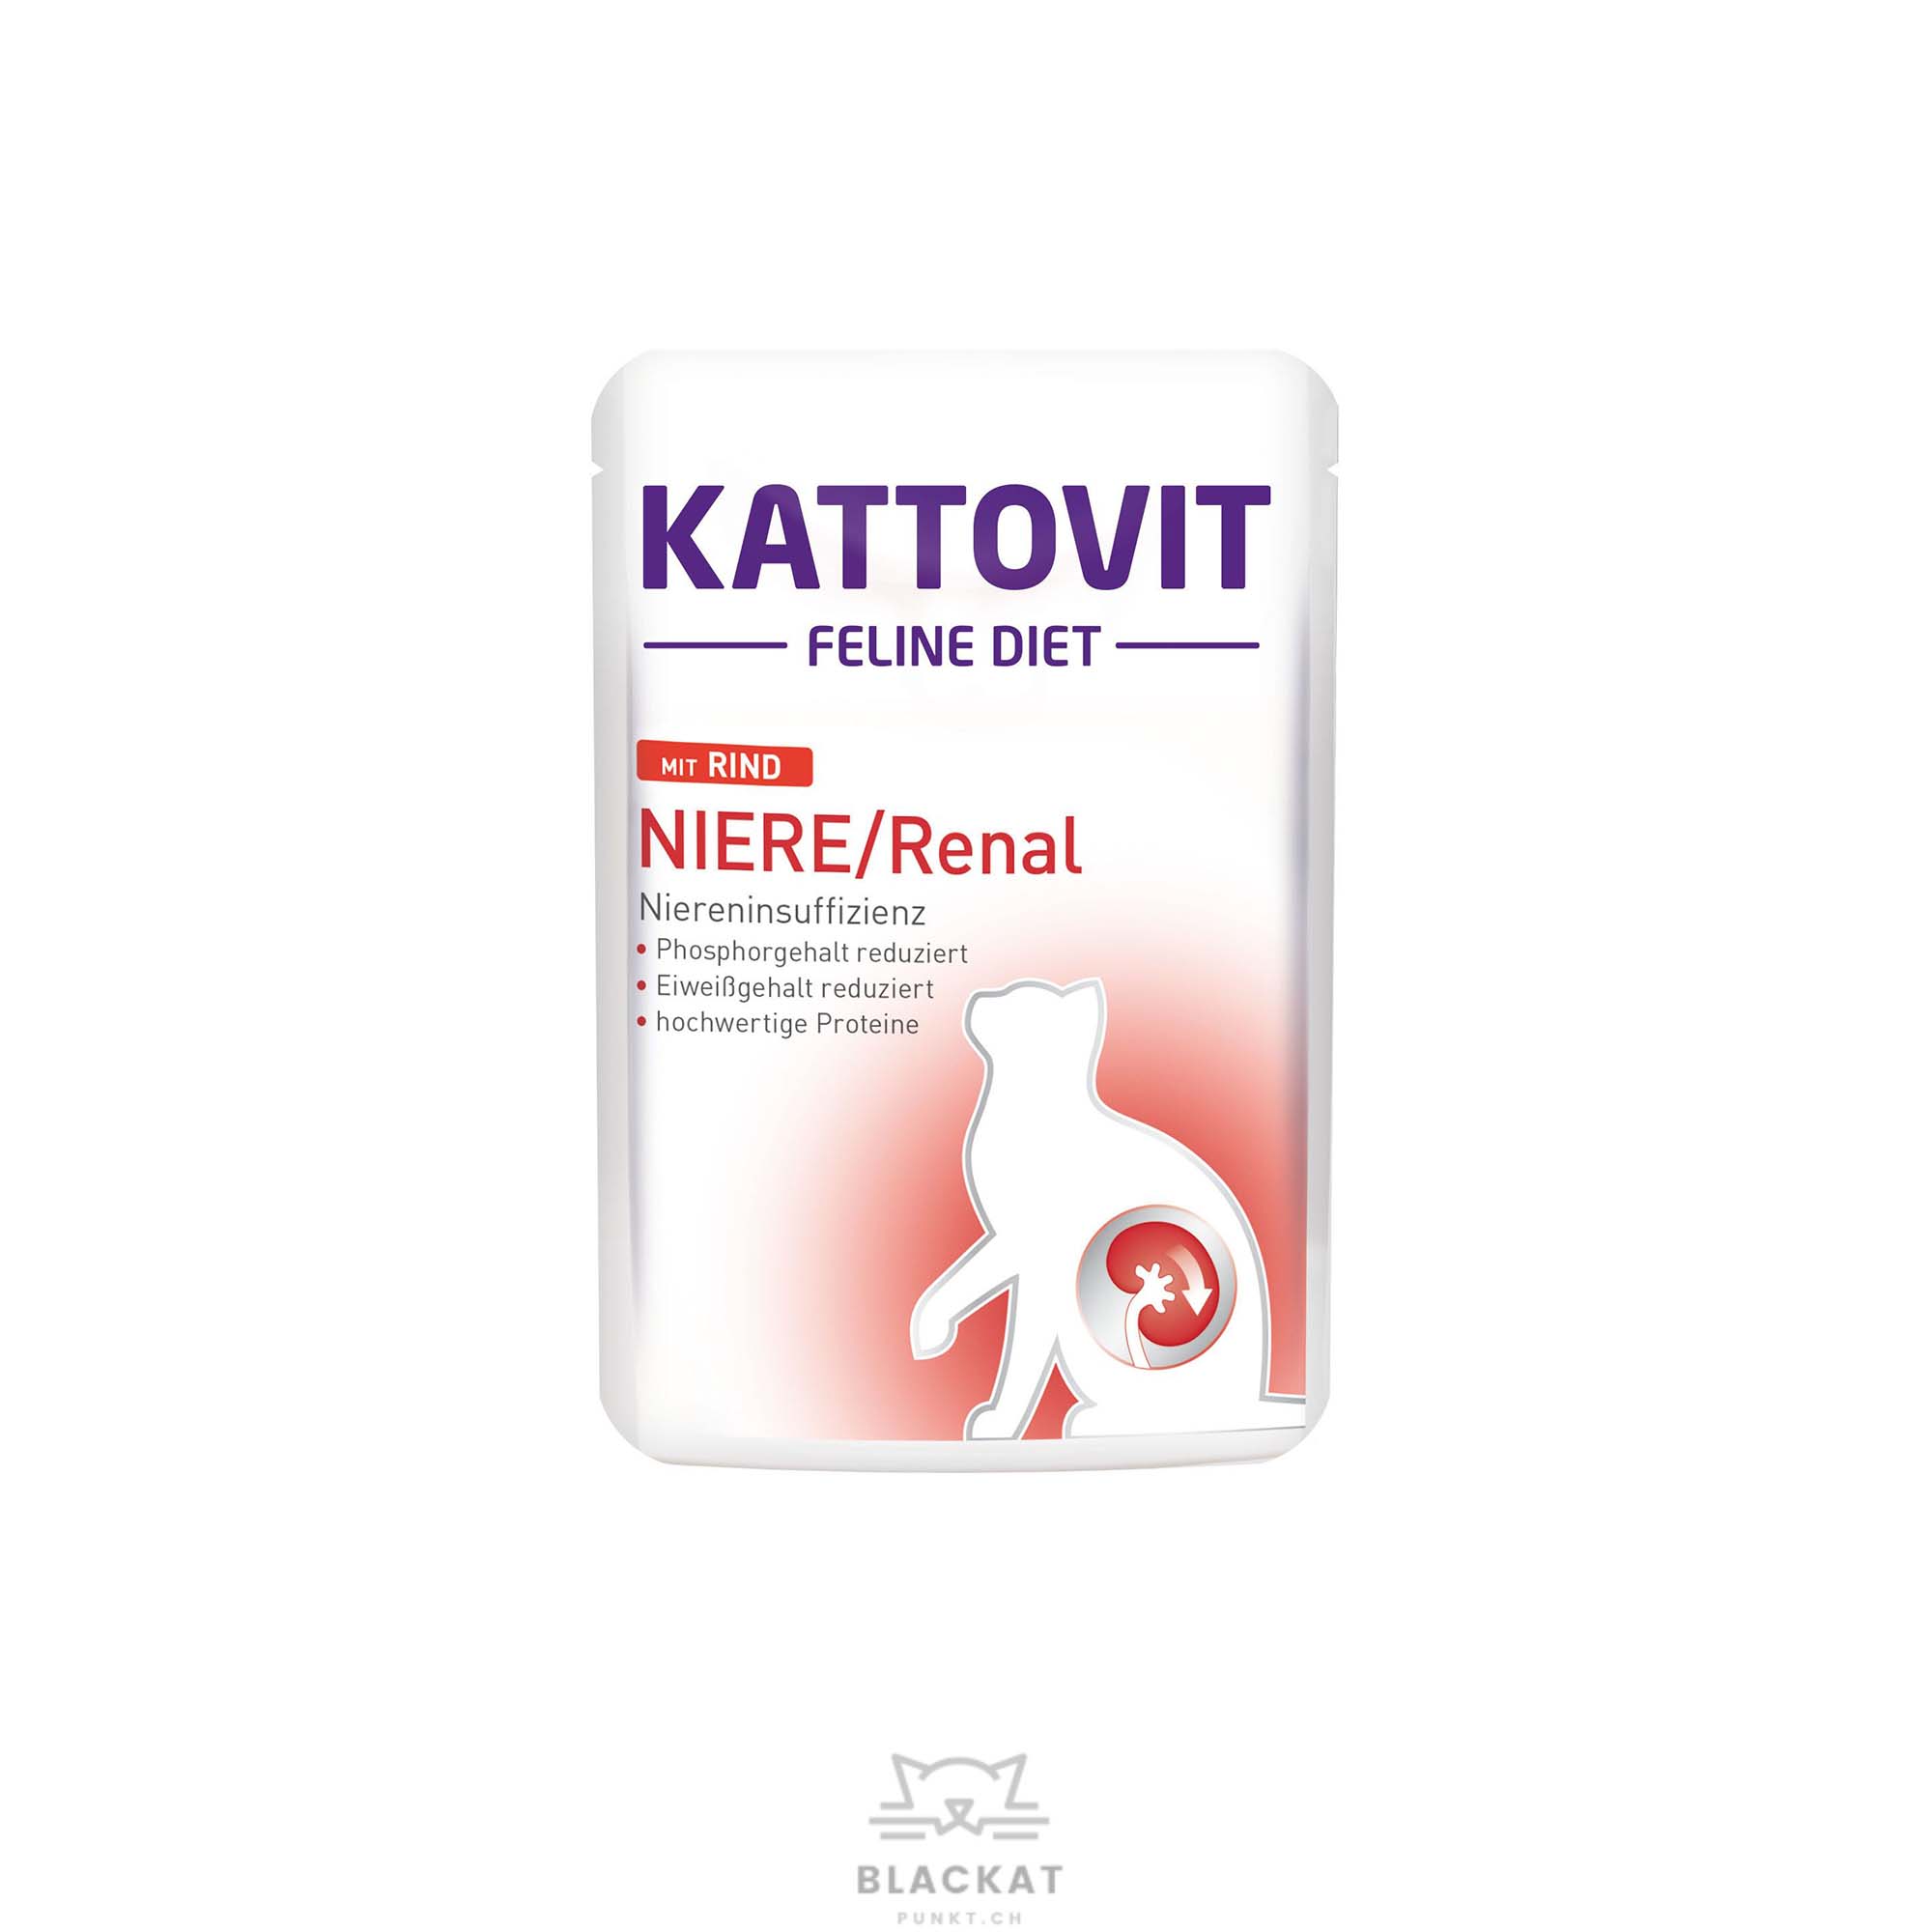 KATTOVIT
FELINE DIET
MIT RIND
NIERE/Renal
Niereninsuffizienz
• Phosphorgehalt reduziert
• Eiweißgehalt reduziert
• hochwertige Proteine
BLACKAT
PUNKT.CH